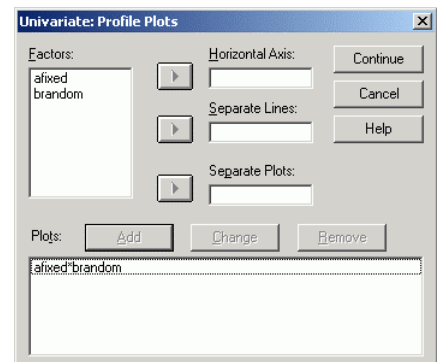 Univariate: Profile Plots
Factors:
afixed
brandom
Horizontal Axis:
Separate Lines:
Separate Plots:
Continue
Cancel
Help
Plots:
Add
Change
Remove
afixed*brandom